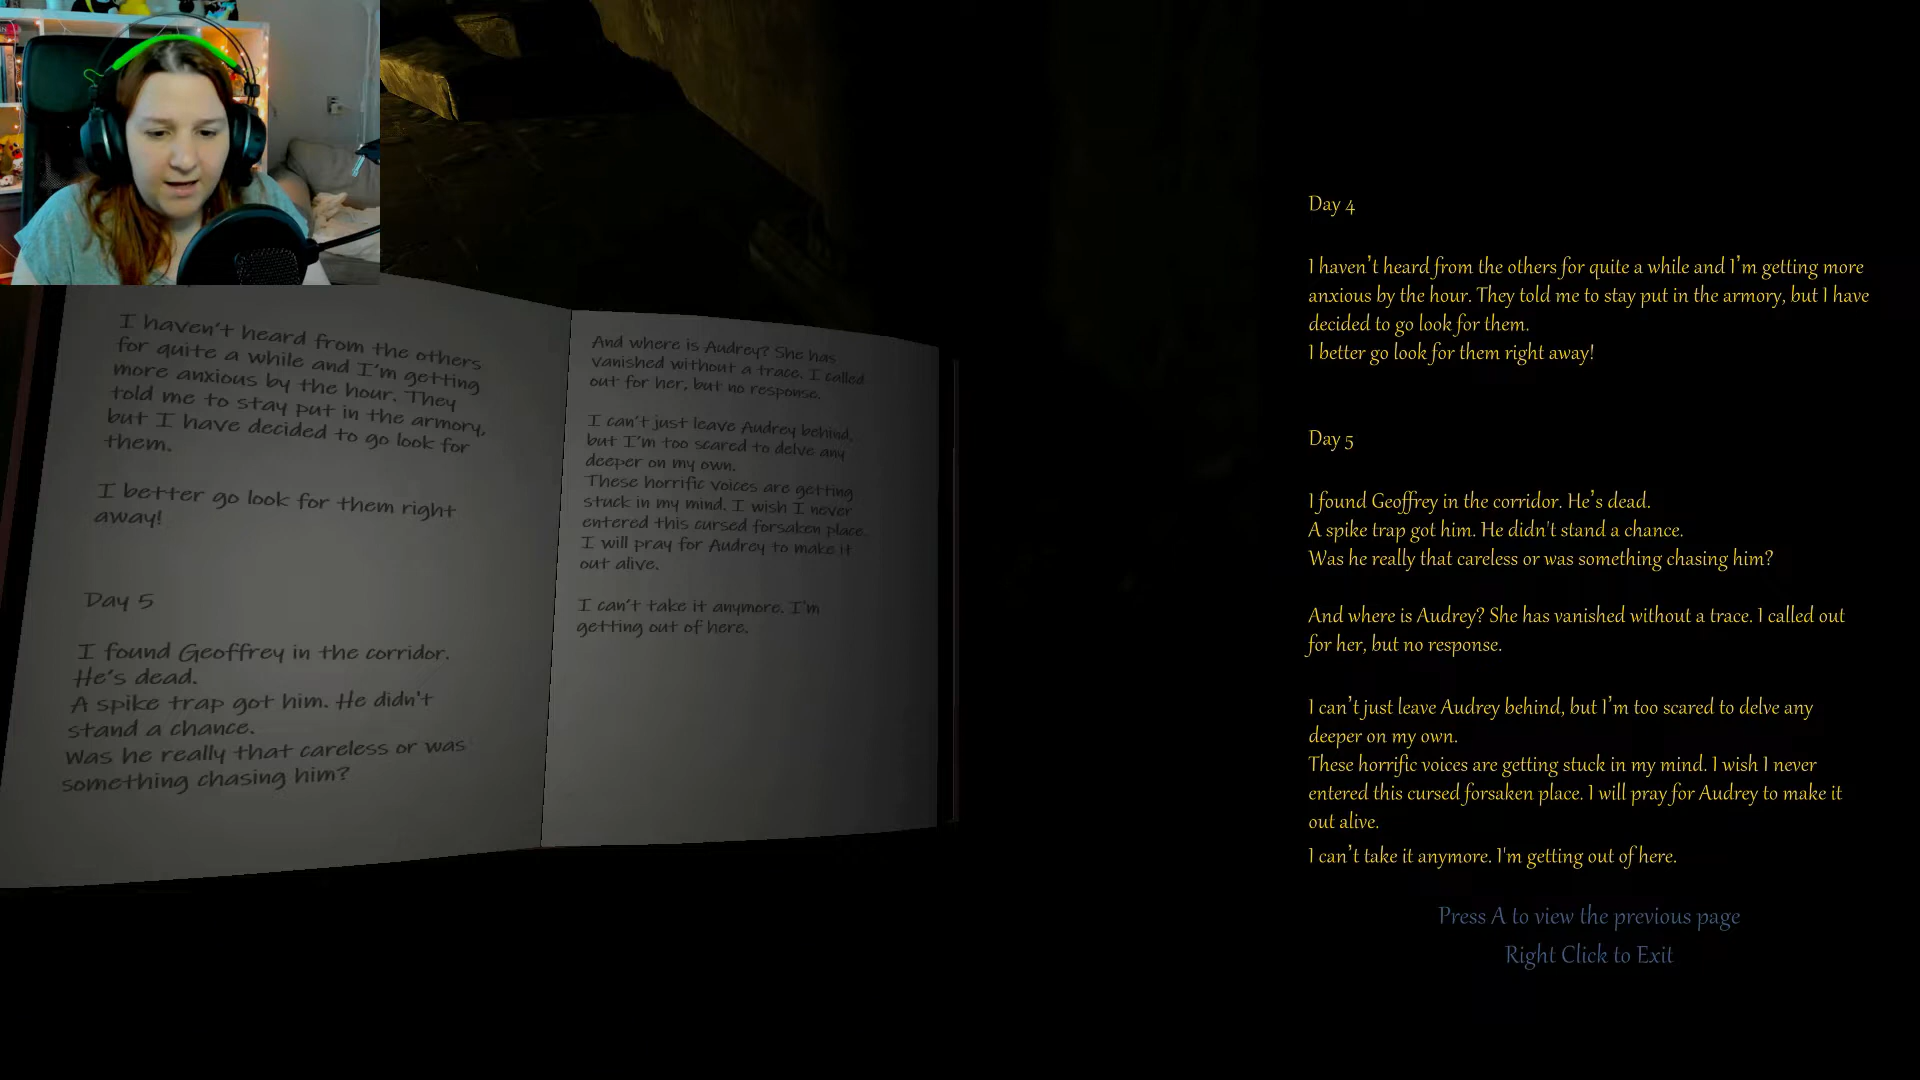 I haven't heard from the others
for quite a while and I'm getting
more anxious by the hour. They
told me to stay put in the armory,
but I have decided to go look for
them.
I better go look for them right
away!
Day 5
I found Geoffrey in the corridor.
He's dead.
A spike trap got him. He didn't
stand a chance.
Was he really that careless or was
something chasing him?
And where is Audrey? She has
vanished without a trace. I called
out for her, but no response.
I can't just leave Audrey behind,
but I'm too scared to delve any
deeper on my own.
These horrific voices are getting
stuck in my mind. I wish I never
entered this cursed forsaken place.
I will pray for Audrey to make it
out alive.
I can't take it anymore. I'm
getting out of here.
Day 4
I haven't heard from the others for quite a while and I'm getting more
anxious by the hour. They told me to stay put in the armory, but I have
decided to go look for them.
I better go look for them right away!
Day 5
I found Geoffrey in the corridor. He's dead.
A spike trap got him. He didn't stand a chance.
Was he really that careless or was something chasing him?
And where is Audrey? She has vanished without a trace. I called out
for her, but no response.
I can't just leave Audrey behind, but I'm too scared to delve any
deeper on my own.
These horrific voices are getting stuck in my mind. I wish I never
entered this cursed forsaken place. I will pray for Audrey to make it
out alive.
I can't take it anymore. I'm getting out of here.
Press A to view the previous page
Right Click to Exit